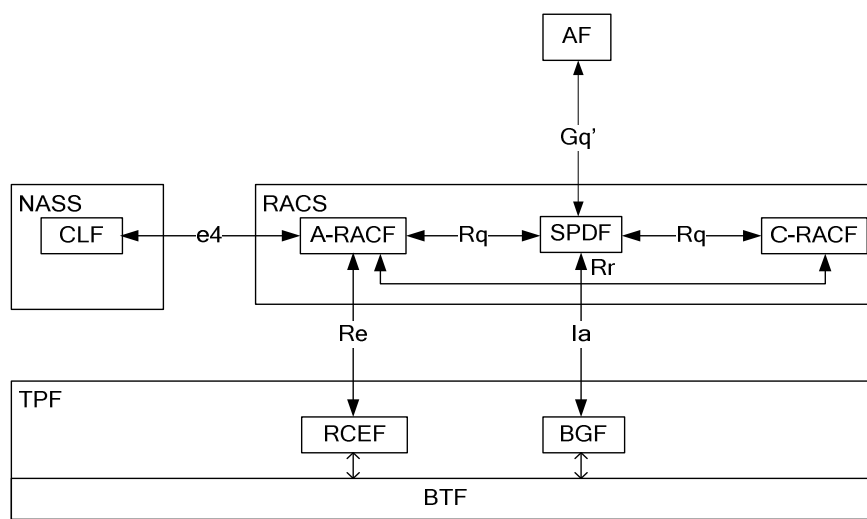 AF
Gq’
NASS
RACS
CLF
e4
A-RACF
Rq
SPDF
Rq
C-RACF
Rr
Re
Ia
TPF
RCEF
BGF
BTF